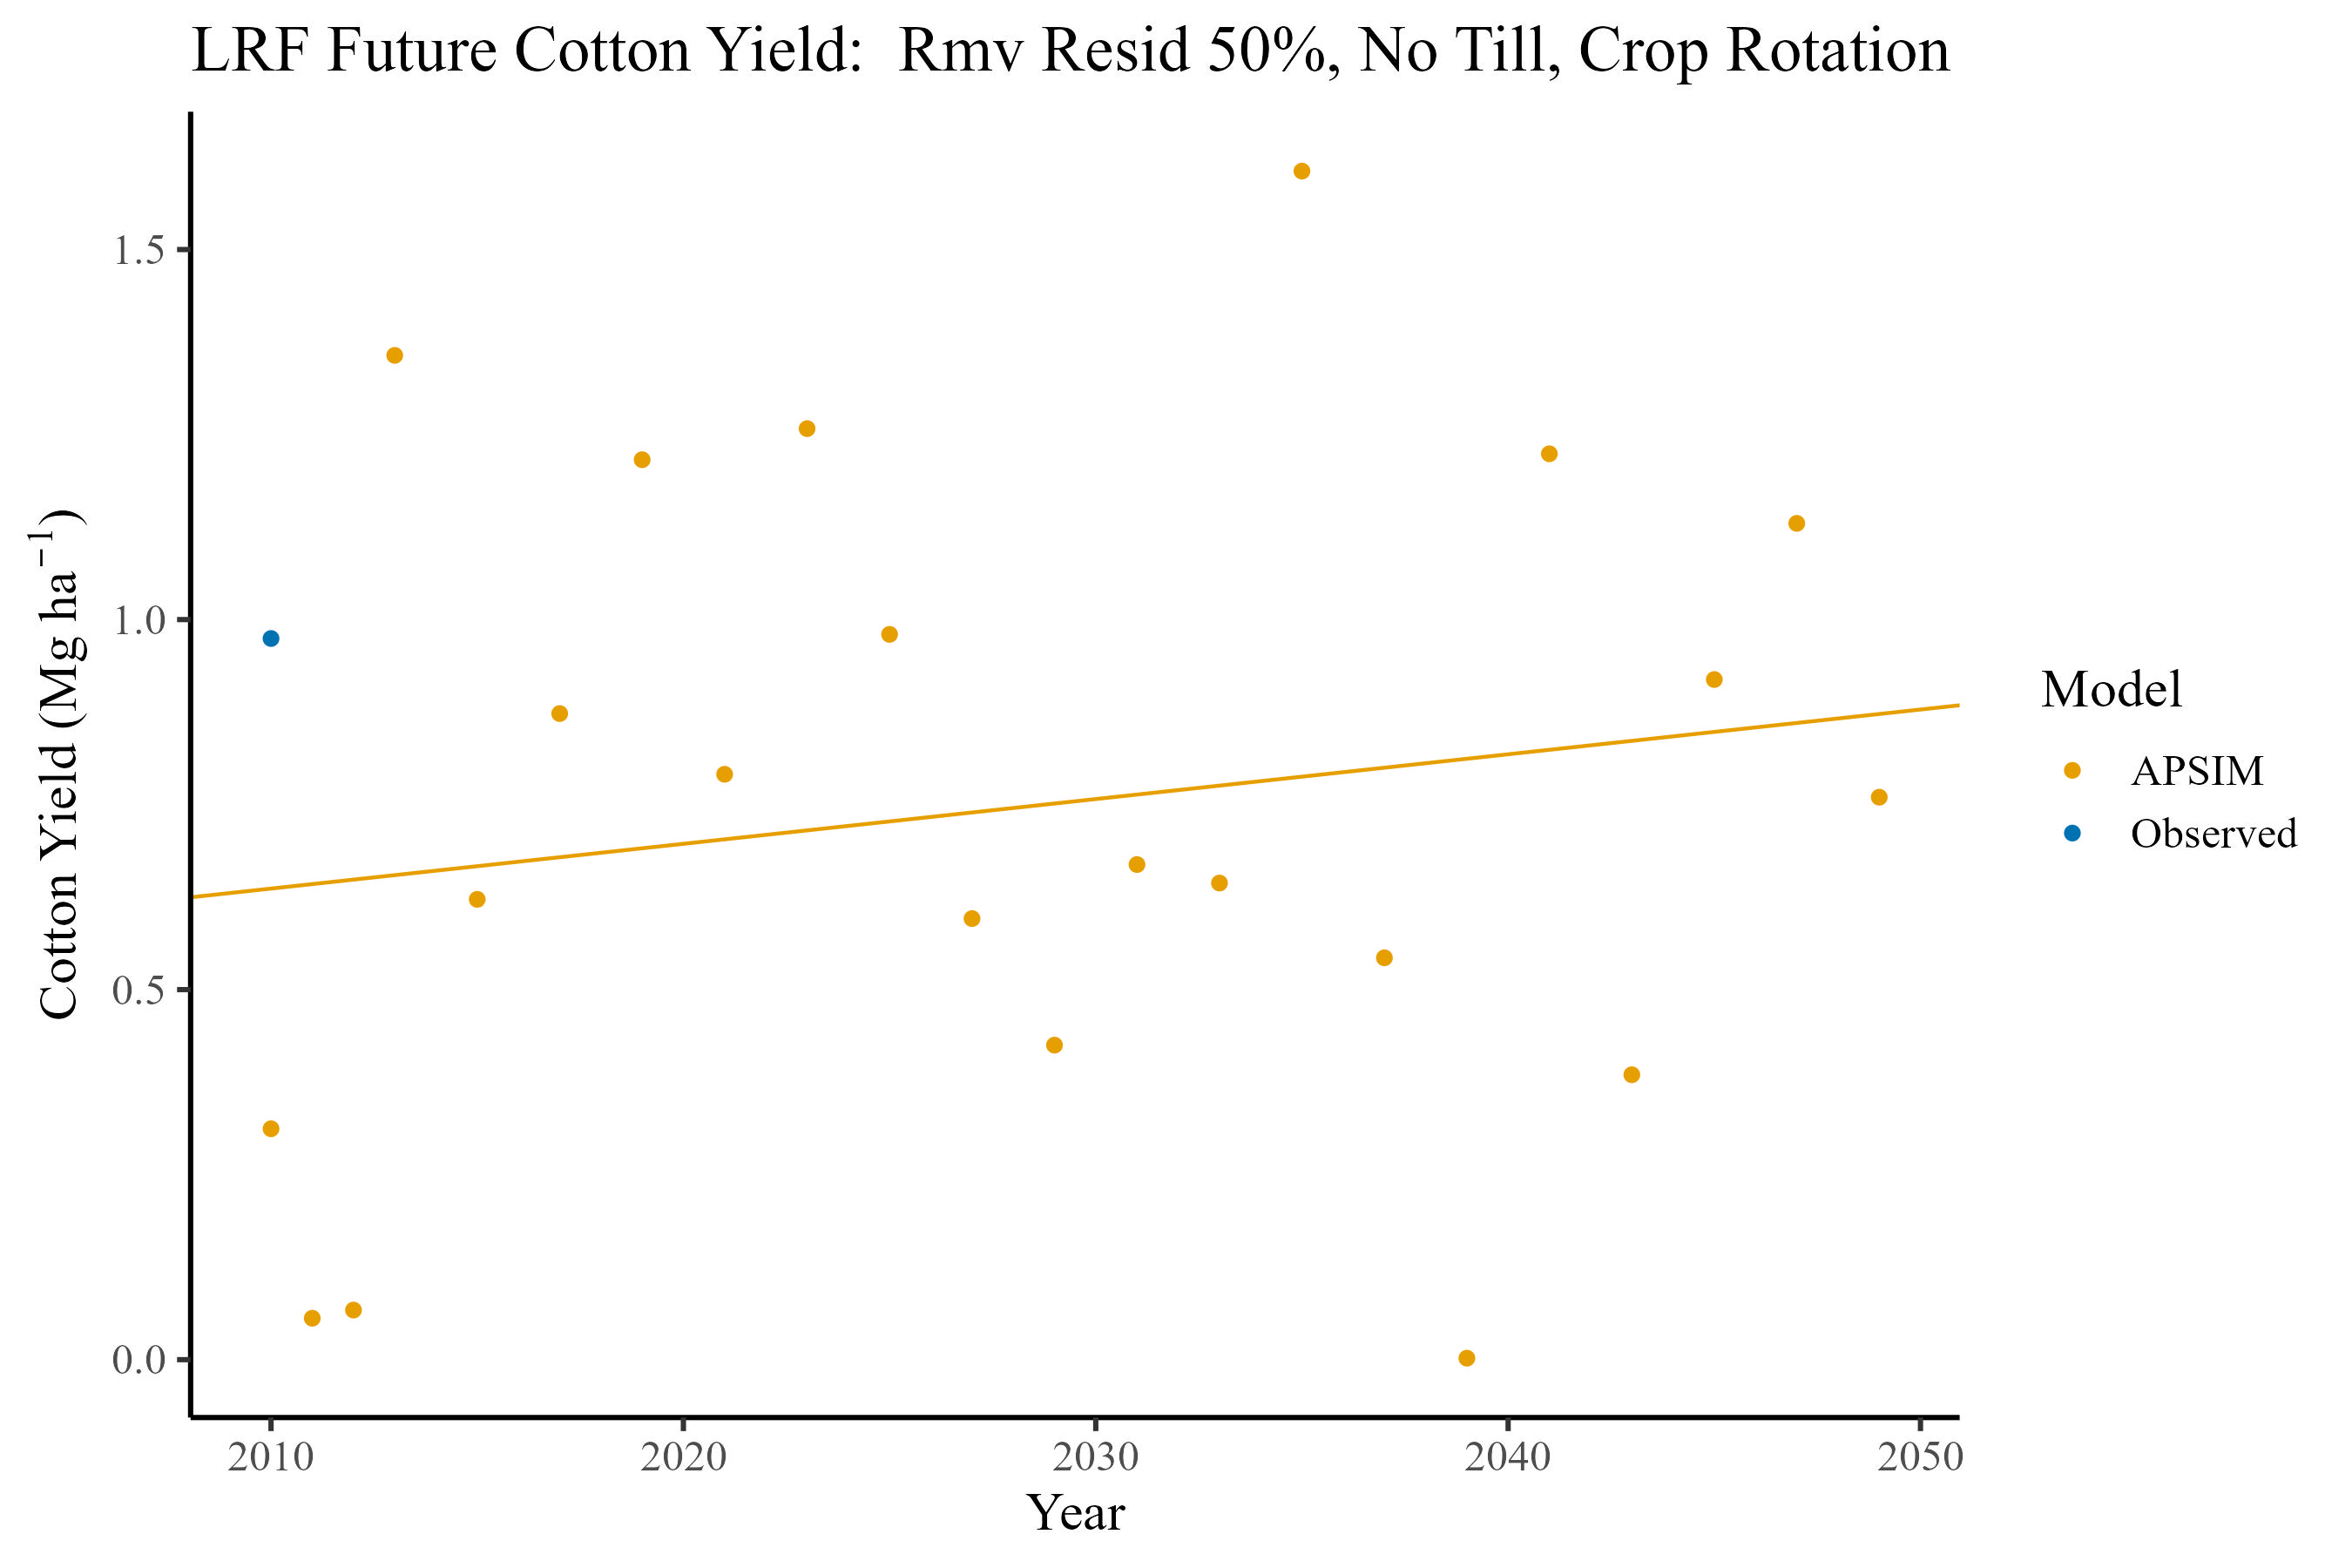 LRF Future Cotton Yield:  Rmv Resid 50%, No Till, Crop Rotation
Cotton Yield (Mg ha⁻¹)
1.5
1.0
0.5
0.0
2010 2020 2030 2040 2050
Year
Model
APSIM
Observed